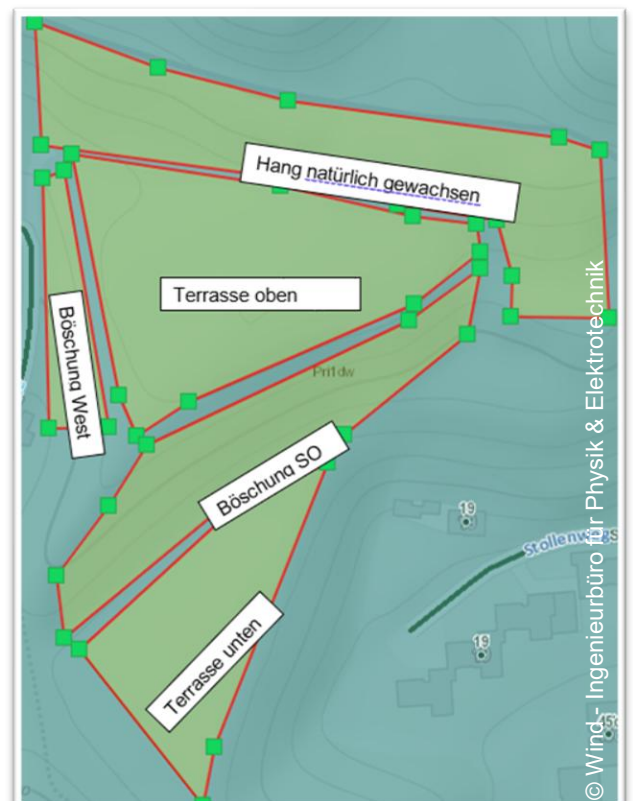 Hang natürlich gewachsen
Terrasse oben
Böschung West
Pri1dw
Böschung SO
19
Stollenweg
Terrasse unten
19
© Wind - Ingenieurbüro für Physik & Elektrotechnik